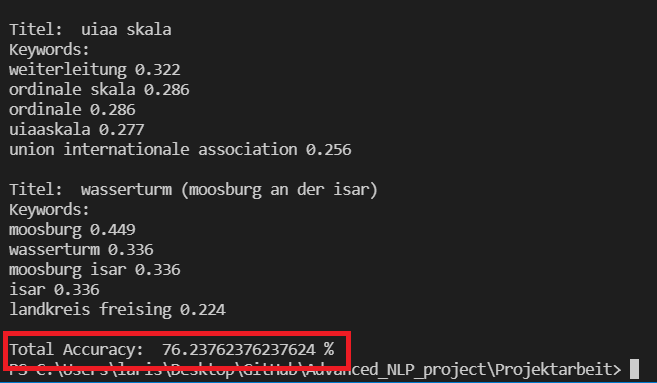 Titel:  uiaa skala
Keywords:
weiterleitung 0.322
ordinale skala 0.286
ordinale 0.286
uiaaskala 0.277
union internationale association 0.256
Titel:  wasserturm (moosburg an der isar)
Keywords:
moosburg 0.449
wasserturm 0.336
moosburg isar 0.336
isar 0.336
landkreis freising 0.224
Total Accuracy:  76.23762376237624 %
PS C:\Users\laris\Desktop\GitHub\Advanced_NLP_project\Projektarbeit>